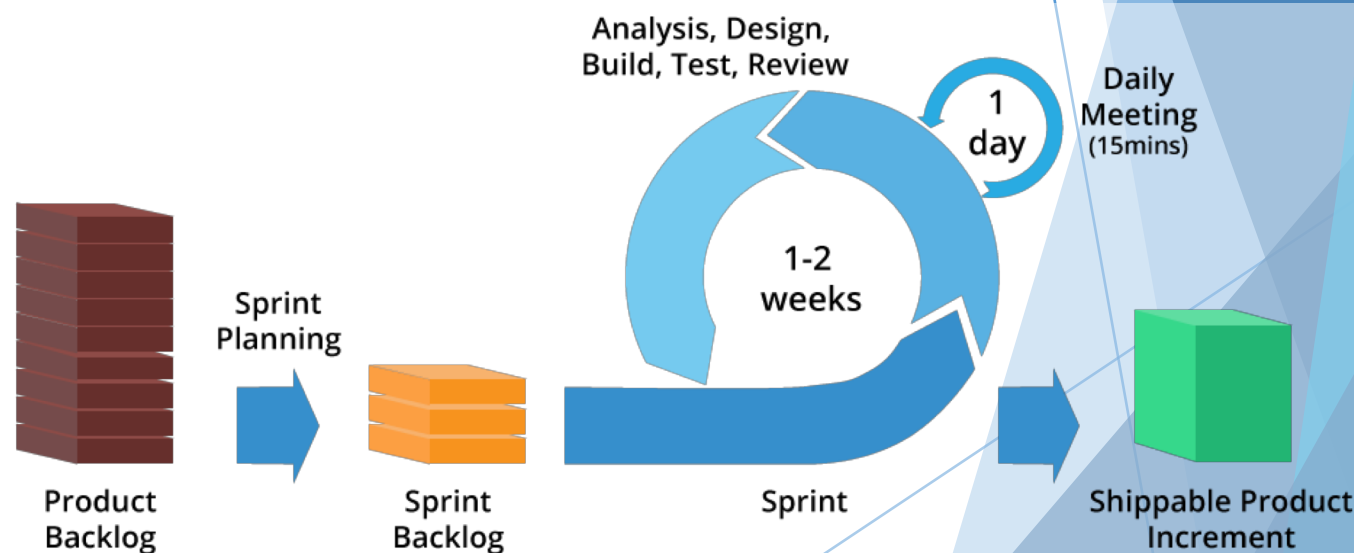 Analysis, Design,
Build, Test, Review
1
day
Daily
Meeting
(15mins)
1-2
weeks
Sprint
Planning
Product
Backlog
Sprint
Backlog
Sprint
Shippable Product
Increment